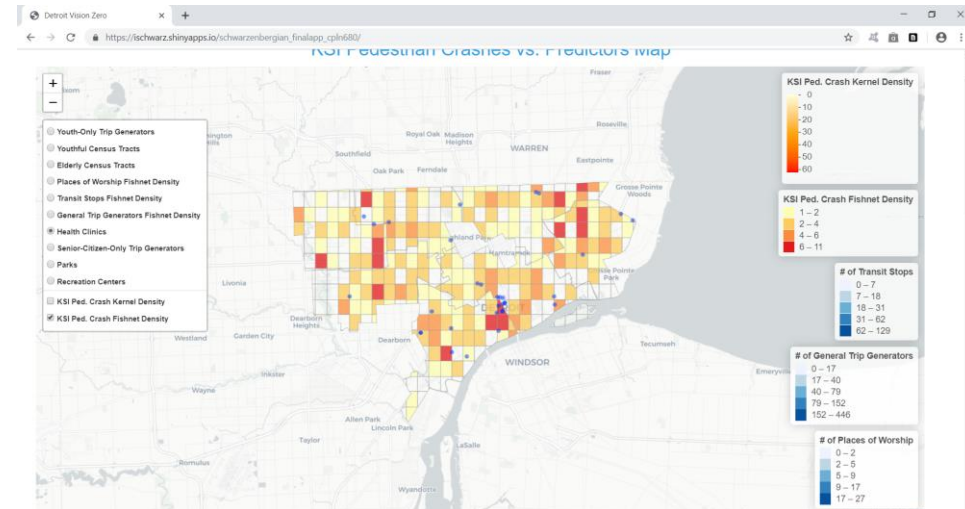 Detroit Vision Zero
https://ischwarz.shinyapps.io/schwarzenbergian_finalapp_cpln680/
KSI Pedestrian Crashes vs. Predictors Map
+
−
Youth-Only Trip Generators
Youthful Census Tracts
Elderly Census Tracts
Places of Worship Fishnet Density
Transit Stops Fishnet Density
General Trip Generators Fishnet Density
Health Clinics
Senior-Citizen-Only Trip Generators
Parks
Recreation Centers
KSI Ped. Crash Kernel Density
KSI Ped. Crash Fishnet Density
Fraser
Roseville
Royal Oak
Madison
Heights
WARREN
Southfield
Eastpointe
Oak Park
Ferndale
Grosse Pointe
Woods
Hamtramck
Livonia
DETROIT
Dearborn
Heights
Westland
Garden City
Dearborn
WINDSOR
Tecumseh
Inkster
Wayne
Allen Park
Lincoln Park
Taylor
LaSalle
Romulus
Wyandotte
KSI Ped. Crash Kernel Density
0
10
20
30
40
50
60
KSI Ped. Crash Fishnet Density
1 – 2
2 – 4
4 – 6
6 – 11
# of Transit Stops
0 – 7
7 – 18
18 – 31
31 – 62
62 – 129
# of General Trip Generators
0 – 17
17 – 40
40 – 79
79 – 152
152 – 446
# of Places of Worship
0 – 2
2 – 5
5 – 9
9 – 17
17 – 27